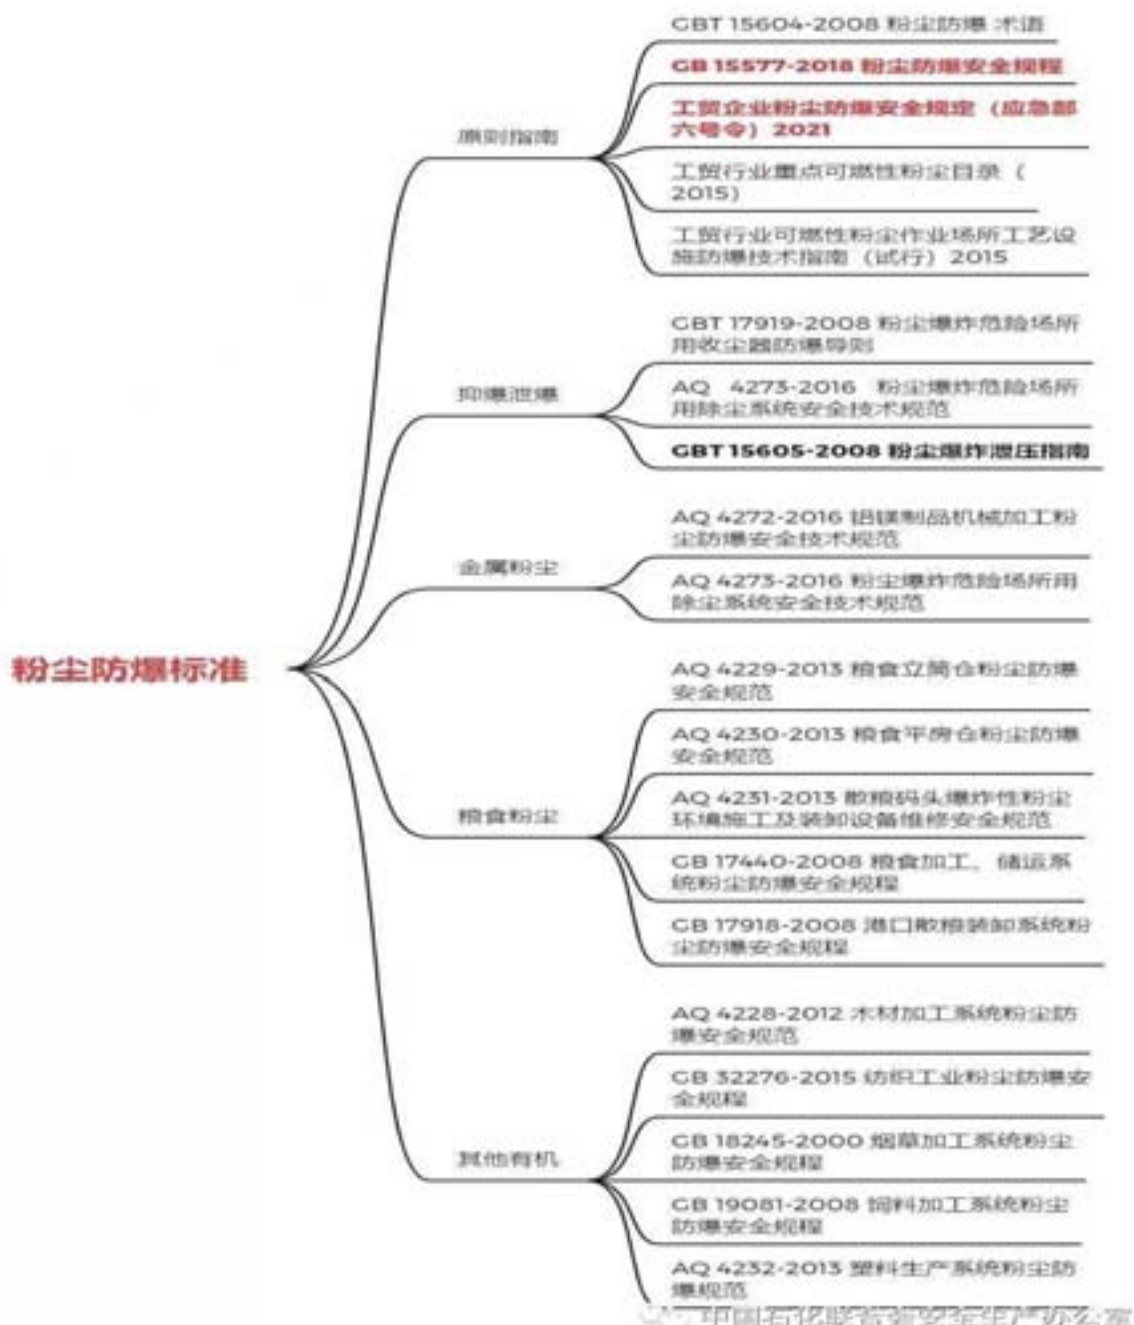 GBT 15604-2008 粉尘防爆 术语
GB 15577-2018 粉尘防爆安全规程
工贸企业粉尘防爆安全规定（应急部
六号令）2021
原则指南
工贸行业重点可燃性粉尘目录（
2015）
工贸行业可燃性粉尘作业场所工艺设
施防爆技术指南（试行）2015
GBT 17919-2008 粉尘爆炸危险场所
用收尘器防爆导则
抑爆泄爆
AQ 4273-2016 粉尘爆炸危险场所
用除尘系统安全技术规范
GBT 15605-2008 粉尘爆炸泄压指南
AQ 4272-2016 铝镁制品机械加工粉
尘防爆安全技术规范
金属粉尘
AQ 4273-2016 粉尘爆炸危险场所用
除尘系统安全技术规范
粉尘防爆标准
AQ 4229-2013 粮食立筒仓粉尘防爆
安全规范
AQ 4230-2013 粮食平房仓粉尘防爆
安全规范
AQ 4231-2013 散粮码头爆炸性粉尘
环境施工及装卸设备维修安全规范
粮食粉尘
GB 17440-2008 粮食加工、储运系
统粉尘防爆安全规程
GB 17918-2008 港口散粮装卸系统粉
尘防爆安全规程
AQ 4228-2012 木材加工系统粉尘防
爆安全规范
GB 32276-2015 纺织工业粉尘防爆安
全规程
GB 18245-2000 烟草加工系统粉尘
防爆安全规程
其他有机
GB 19081-2008 饲料加工系统粉尘
防爆安全规程
AQ 4232-2013 塑料生产系统粉尘防
爆规范
中国石化联合会安全生产办公室